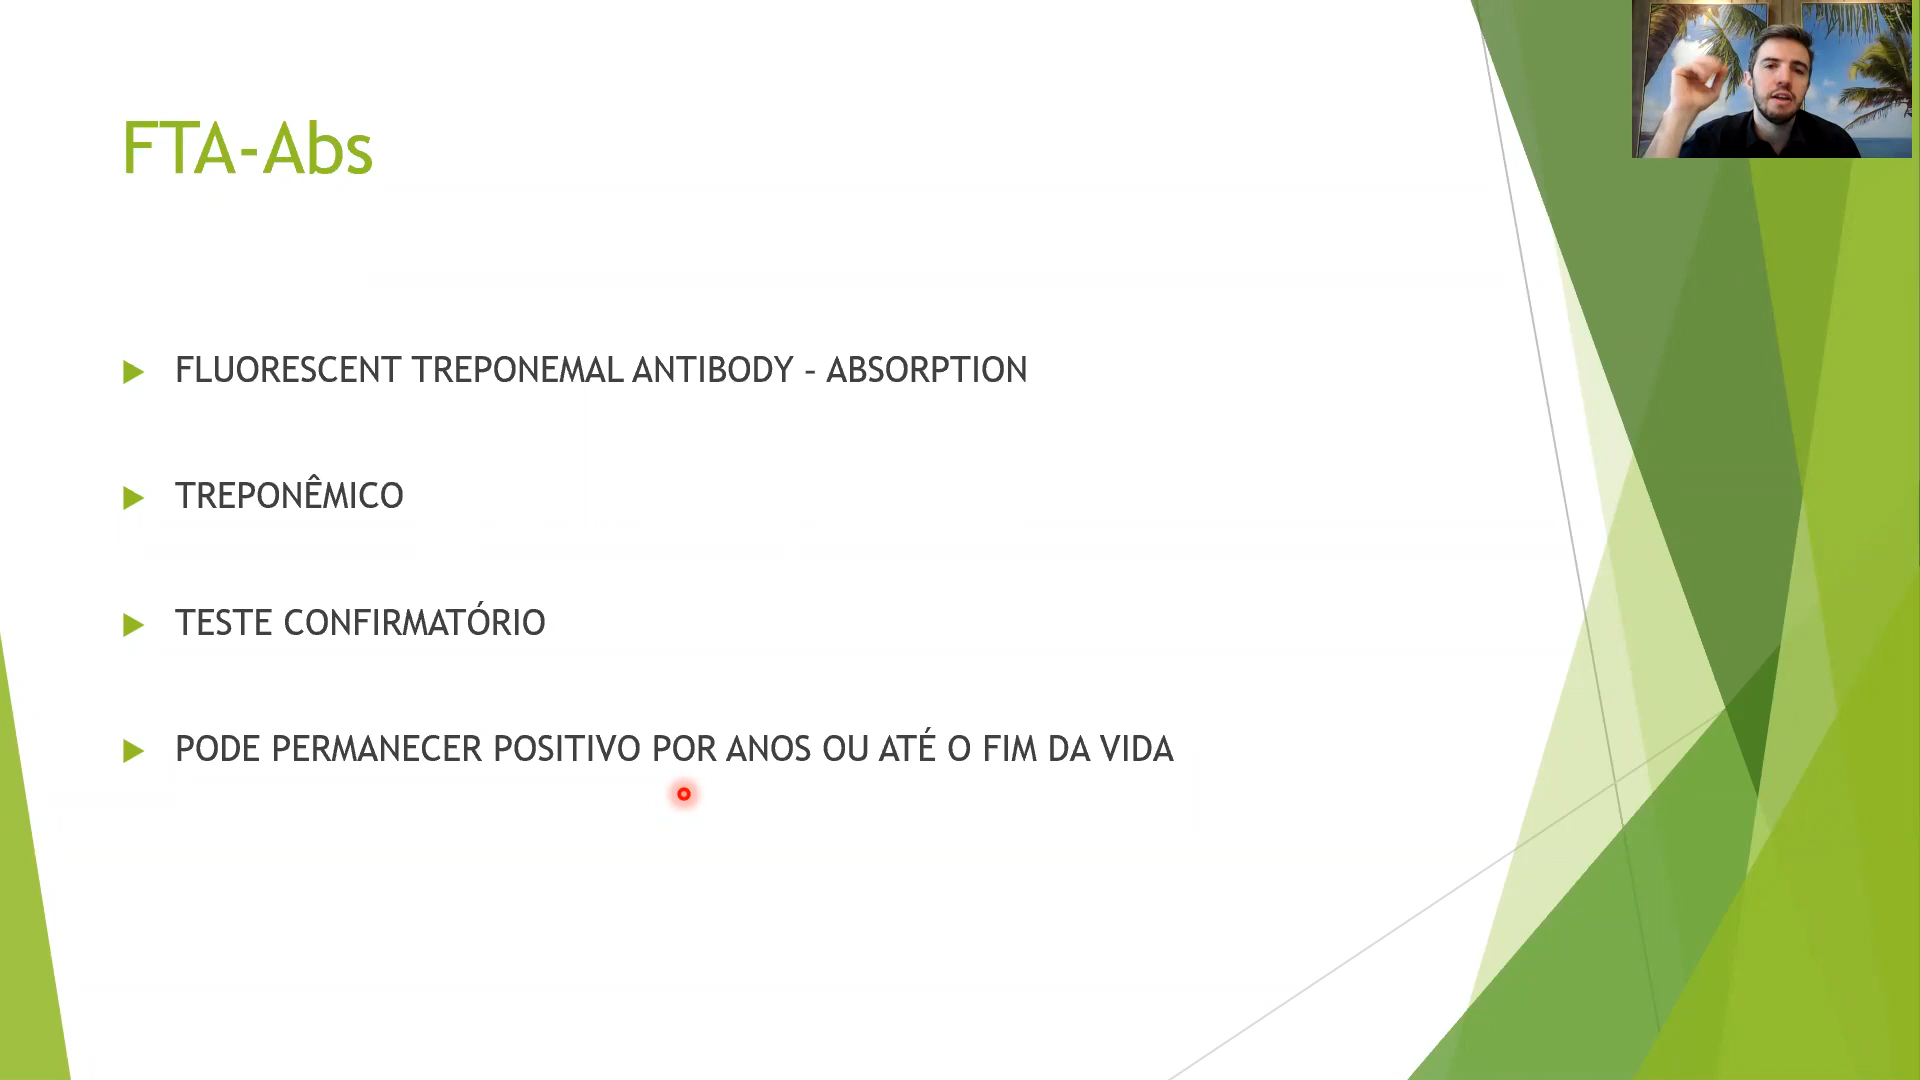 FTA-Abs
FLUORESCENT TREPONEMAL ANTIBODY – ABSORPTION
TREPONÊMICO
TESTE CONFIRMATÓRIO
PODE PERMANECER POSITIVO POR ANOS OU ATÉ O FIM DA VIDA